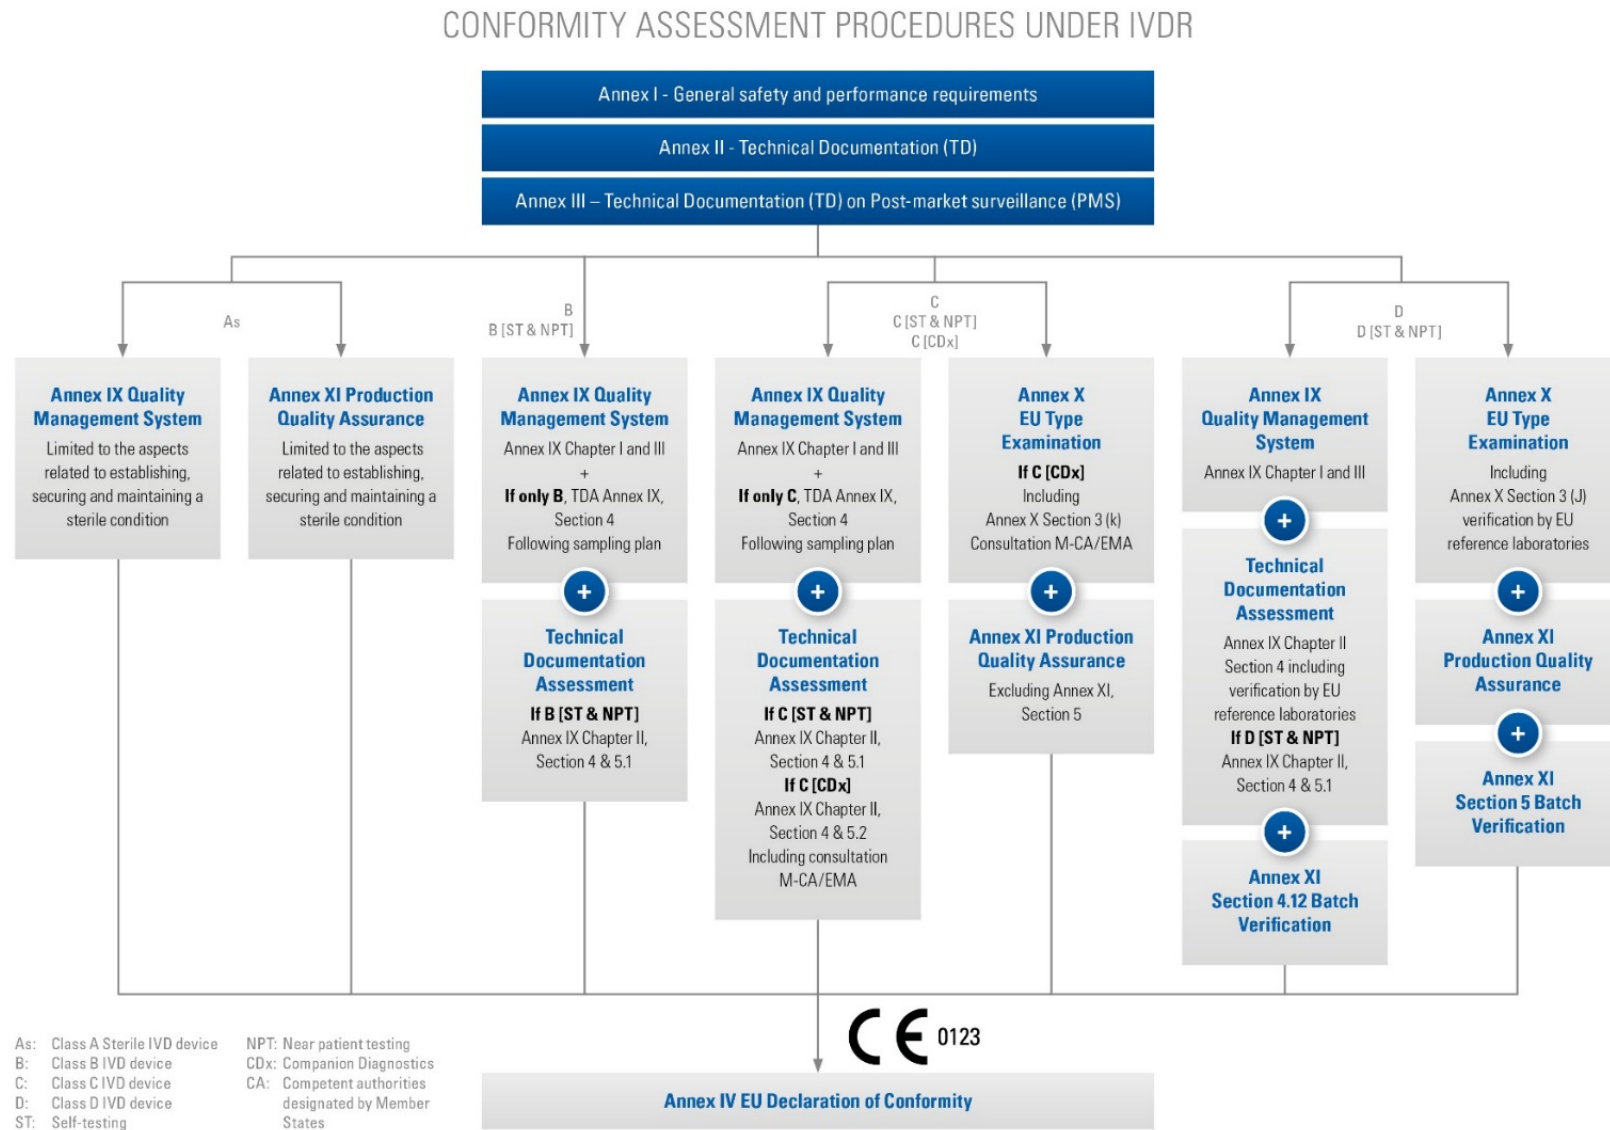 CONFORMITY ASSESSMENT PROCEDURES UNDER IVDR
Annex I - General safety and performance requirements
Annex II - Technical Documentation (TD)
Annex III – Technical Documentation (TD) on Post-market surveillance (PMS)
As
B
B [ST & NPT]
C
C [ST & NPT]
C [CDx]
D
D [ST & NPT]
Annex IX Quality
Management System
Limited to the aspects
related to establishing,
securing and maintaining a
sterile condition
Annex XI Production
Quality Assurance
Limited to the aspects
related to establishing,
securing and maintaining a
sterile condition
Annex IX Quality
Management System
Annex IX Chapter I and III
+
If only B, TDA Annex IX,
Section 4
Following sampling plan
+
Technical
Documentation
Assessment
If B [ST & NPT]
Annex IX Chapter II,
Section 4 & 5.1
Annex IX Quality
Management System
Annex IX Chapter I and III
+
If only C, TDA Annex IX,
Section 4
Following sampling plan
+
Technical
Documentation
Assessment
If C [ST & NPT]
Annex IX Chapter II,
Section 4 & 5.1
If C [CDx]
Annex IX Chapter II,
Section 4 & 5.2
Including consultation
M-CA/EMA
Annex X
EU Type
Examination
If C [CDx]
Including
Annex X Section 3 (k)
Consultation M-CA/EMA
+
Annex XI Production
Quality Assurance
Excluding Annex XI,
Section 5
Annex IX
Quality Management
System
Annex IX Chapter I and III
+
Technical
Documentation
Assessment
Annex IX Chapter II
Section 4 including
verification by EU
reference laboratories
If D [ST & NPT]
Annex IX Chapter II,
Section 4 & 5.1
+
Annex XI
Section 4.12 Batch
Verification
Annex X
EU Type
Examination
Including
Annex X Section 3 (J)
verification by EU
reference laboratories
+
Annex XI
Production Quality
Assurance
+
Annex XI
Section 5 Batch
Verification
CE 0123
Annex IV EU Declaration of Conformity
As: Class A Sterile IVD device
B: Class B IVD device
C: Class C IVD device
D: Class D IVD device
ST: Self-testing
NPT: Near patient testing
CDx: Companion Diagnostics
CA: Competent authorities
designated by Member
States